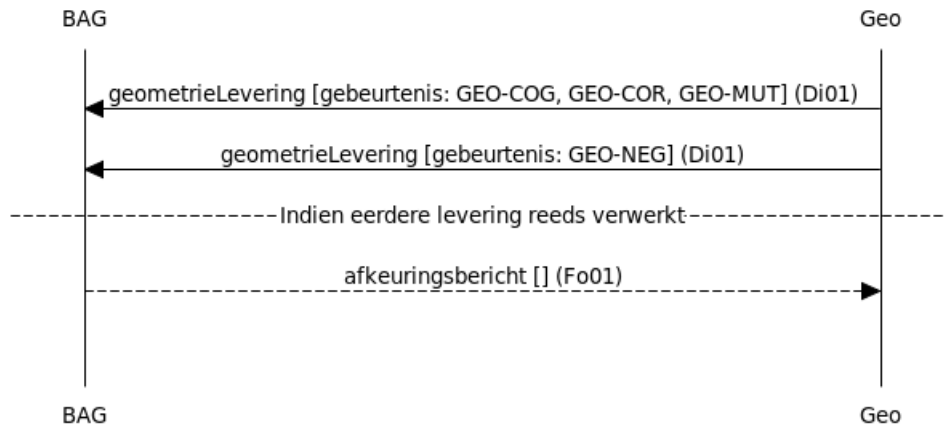 BAG Geo
geometrieLevering [gebeurtenis: GEO-COG, GEO-COR, GEO-MUT] (Di01)
geometrieLevering [gebeurtenis: GEO-NEG] (Di01)
Indien eerdere levering reeds verwerkt
afkeuringsbericht [] (Fo01)
BAG Geo